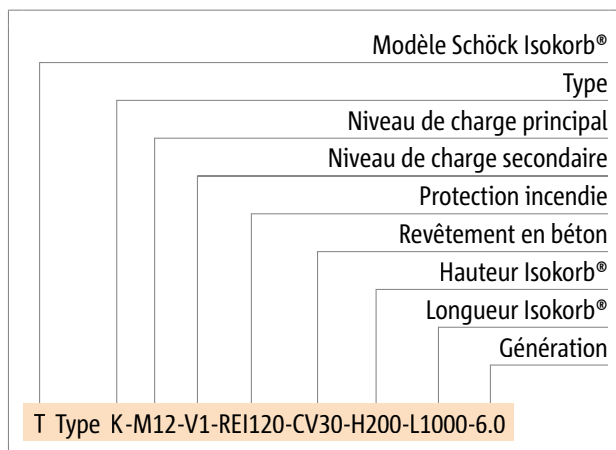 Modèle Schöck Isokorb®
Type
Niveau de charge principal
Niveau de charge secondaire
Protection incendie
Revêtement en béton
Hauteur Isokorb®
Longueur Isokorb®
Génération
T Type K-M12-V1-REI120-CV30-H200-L1000-6.0